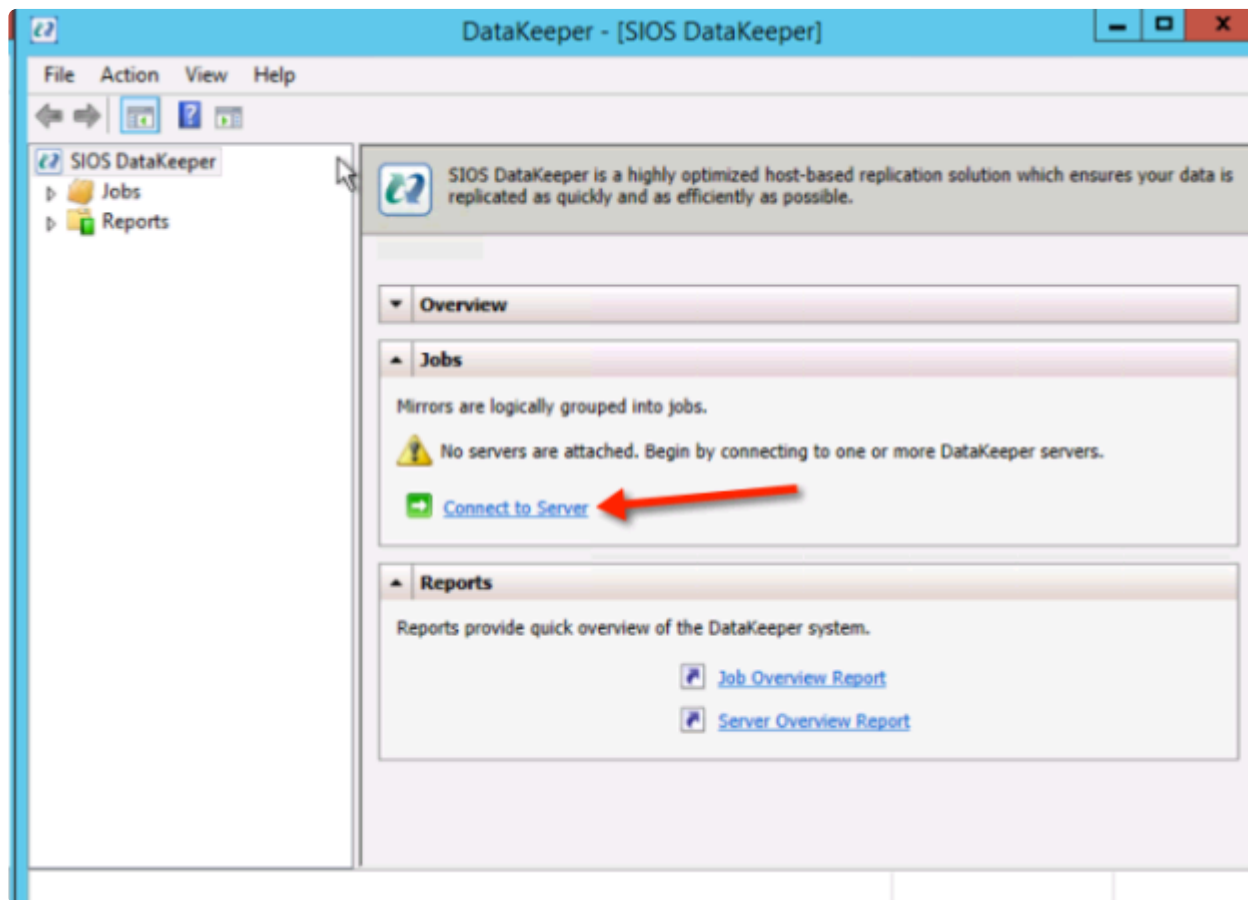 DataKeeper - [SIOS DataKeeper]
File Action View Help
SIOS DataKeeper
Jobs
Reports
SIOS DataKeeper is a highly optimized host-based replication solution which ensures your data is
replicated as quickly and as efficiently as possible.
Overview
Jobs
Mirrors are logically grouped into jobs.
No servers are attached. Begin by connecting to one or more DataKeeper servers.
Connect to Server
Reports
Reports provide quick overview of the DataKeeper system.
Job Overview Report
Server Overview Report